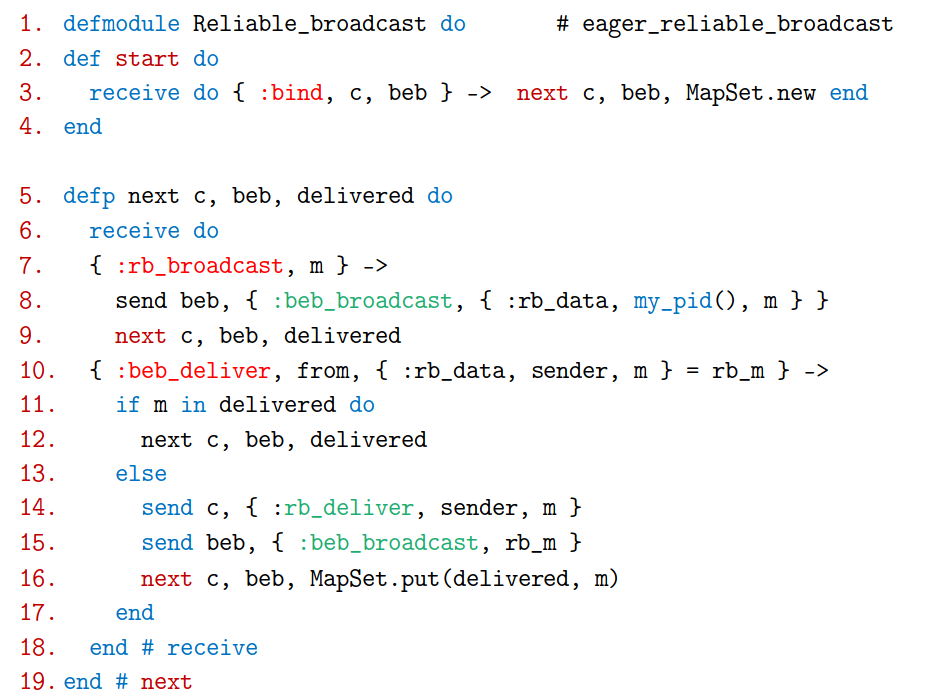 1. defmodule Reliable_broadcast do # eager_reliable_broadcast
2. def start do
3. receive do { :bind, c, beb } -> next c, beb, MapSet.new end
4. end
5. defp next c, beb, delivered do
6. receive do
7. { :rb_broadcast, m } ->
8. send beb, { :beb_broadcast, { :rb_data, my_pid(), m } }
9. next c, beb, delivered
10. { :beb_deliver, from, { :rb_data, sender, m } = rb_m } ->
11. if m in delivered do
12. next c, beb, delivered
13. else
14. send c, { :rb_deliver, sender, m }
15. send beb, { :beb_broadcast, rb_m }
16. next c, beb, MapSet.put(delivered, m)
17. end
18. end # receive
19. end # next